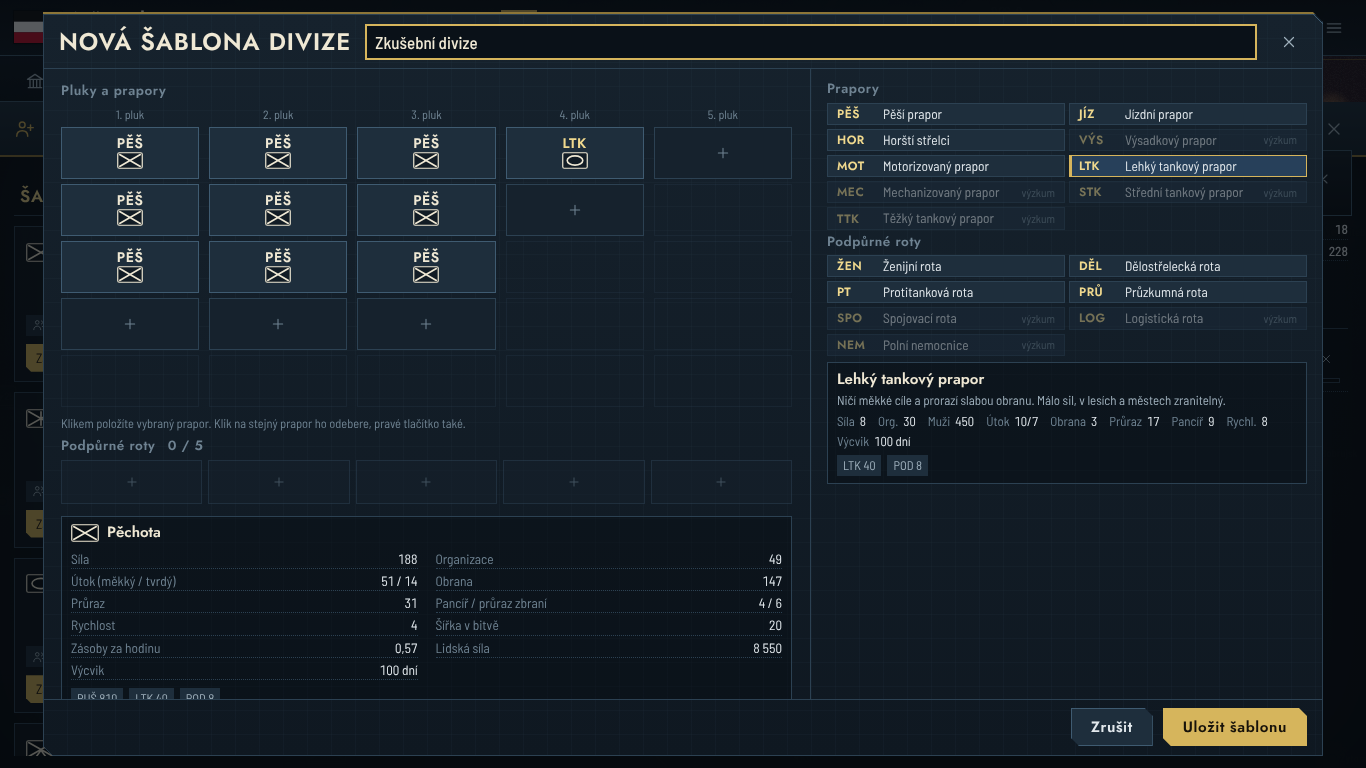 NOVÁ ŠABLONA DIVIZE
Zkušební divize
Pluky a prapory
1. pluk 2. pluk 3. pluk 4. pluk 5. pluk
PĚŠ PĚŠ PĚŠ LTK +
PĚŠ PĚŠ PĚŠ +
PĚŠ PĚŠ PĚŠ
+ + +
Klikem položíte vybraný prapor. Klik na stejný prapor ho odebere, pravé tlačítko také.
Podpůrné roty 0 / 5
+ + + + +
Pěchota
Síla 188 Organizace 49
Útok (měkký / tvrdý) 51 / 14 Obrana 147
Průraz 31 Pancíř / průraz zbraní 4 / 6
Rychlost 4 Šířka v bitvě 20
Zásoby za hodinu 0,57 Lidská síla 8 550
Výcvik 100 dní
PUŠ 810 LTK 40 POD 8
Prapory
PĚŠ Pěší prapor JÍZ Jízdní prapor
HOR Horští střelci VÝS Výsadkový prapor výzkum
MOT Motorizovaný prapor LTK Lehký tankový prapor
MEC Mechanizovaný prapor výzkum STK Střední tankový prapor výzkum
TTK Těžký tankový prapor výzkum
Podpůrné roty
ŽEN Ženijní rota DĚL Dělostřelecká rota
PT Protitanková rota PRŮ Průzkumná rota
SPO Spojovací rota výzkum LOG Logistická rota výzkum
NEM Polní nemocnice výzkum
Lehký tankový prapor
Ničí měkké cíle a prorazí slabou obranu. Málo sil, v lesích a městech zranitelný.
Síla 8 Org. 30 Muži 450 Útok 10/7 Obrana 3 Průraz 17 Pancíř 9 Rychl. 8
Výcvik 100 dní
LTK 40 POD 8
Zrušit Uložit šablonu
ŠA
18
228
Z
Z
Z